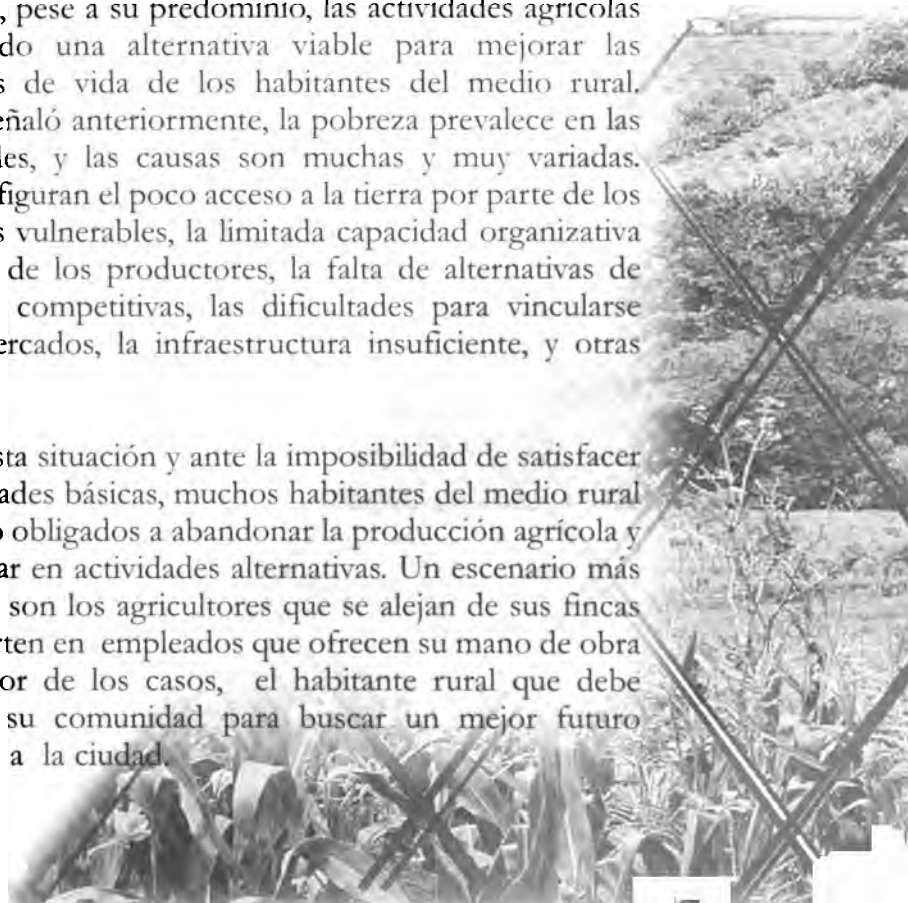 , pese a su predominio, las actividades agrícolas
do una alternativa viable para mejorar las
s de vida de los habitantes del medio rural.
eñaló anteriormente, la pobreza prevalece en las
les, y las causas son muchas y muy variadas.
figuran el poco acceso a la tierra por parte de los
s vulnerables, la limitada capacidad organizativa
de los productores, la falta de alternativas de
competitivas, las dificultades para vincularse
ercados, la infraestructura insuficiente, y otras
sta situación y ante la imposibilidad de satisfacer
ades básicas, muchos habitantes del medio rural
o obligados a abandonar la producción agrícola y
ar en actividades alternativas. Un escenario más
son los agricultores que se alejan de sus fincas
rten en empleados que ofrecen su mano de obra
or de los casos, el habitante rural que debe
su comunidad para buscar un mejor futuro
a la ciudad.